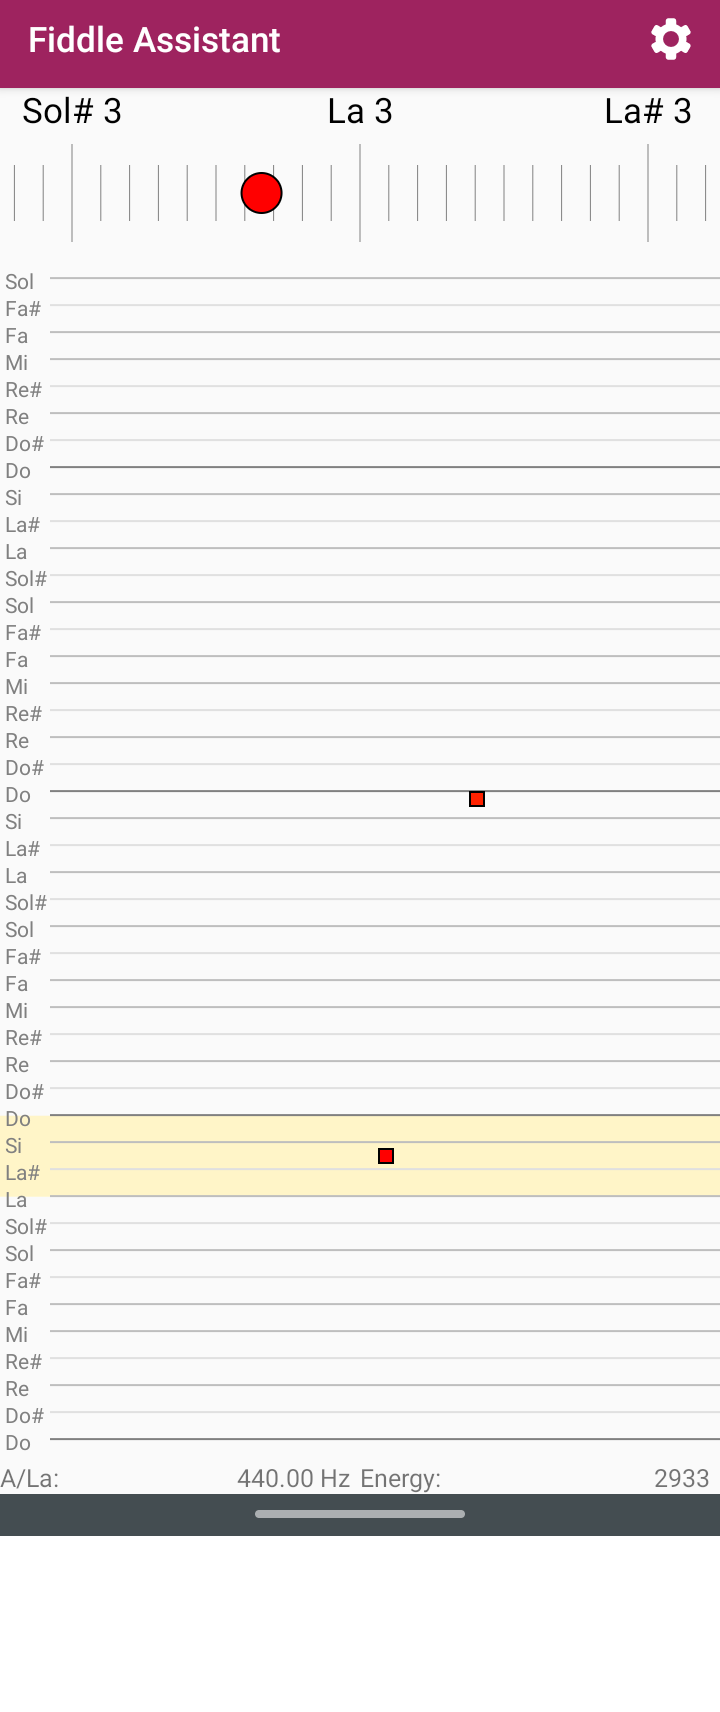 Fiddle Assistant
Sol# 3 La 3 La# 3
Sol
Fa#
Fa
Mi
Re#
Re
Do#
Do
Si
La#
La
Sol#
Sol
Fa#
Fa
Mi
Re#
Re
Do#
Do
Si
La#
La
Sol#
Sol
Fa#
Fa
Mi
Re#
Re
Do#
Do
Si
La#
La
Sol#
Sol
Fa#
Fa
Mi
Re#
Re
Do#
Do
A/La: 440.00 Hz Energy: 2933